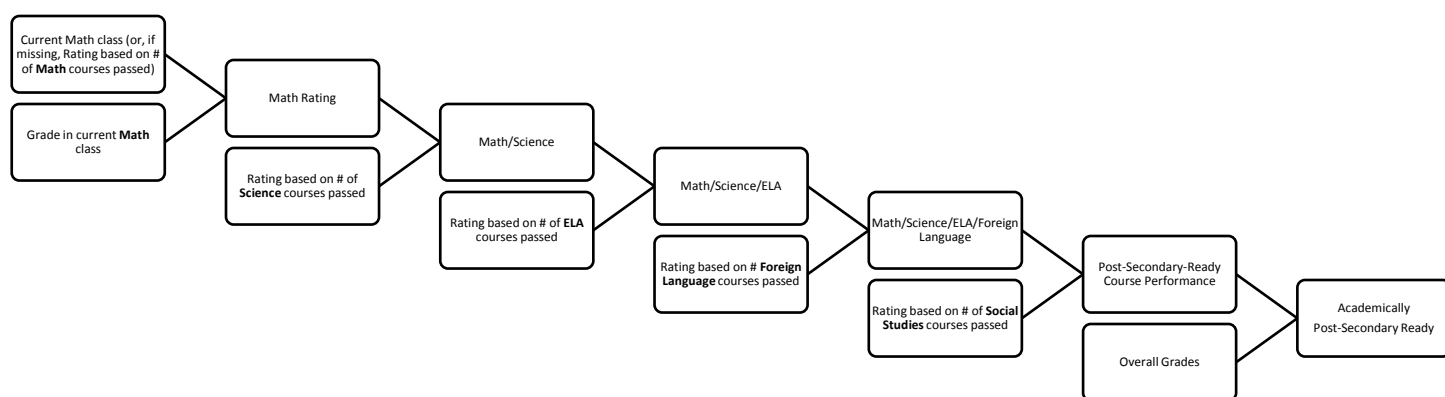 Current Math class (or, if
missing, Rating based on #
of Math courses passed)
Grade in current Math
class
Math Rating
Rating based on # of
Science courses passed
Math/Science
Rating based on # of ELA
courses passed
Math/Science/ELA
Rating based on # Foreign
Language courses passed
Math/Science/ELA/Foreign
Language
Rating based on # of Social
Studies courses passed
Post-Secondary-Ready
Course Performance
Overall Grades
Academically
Post-Secondary Ready